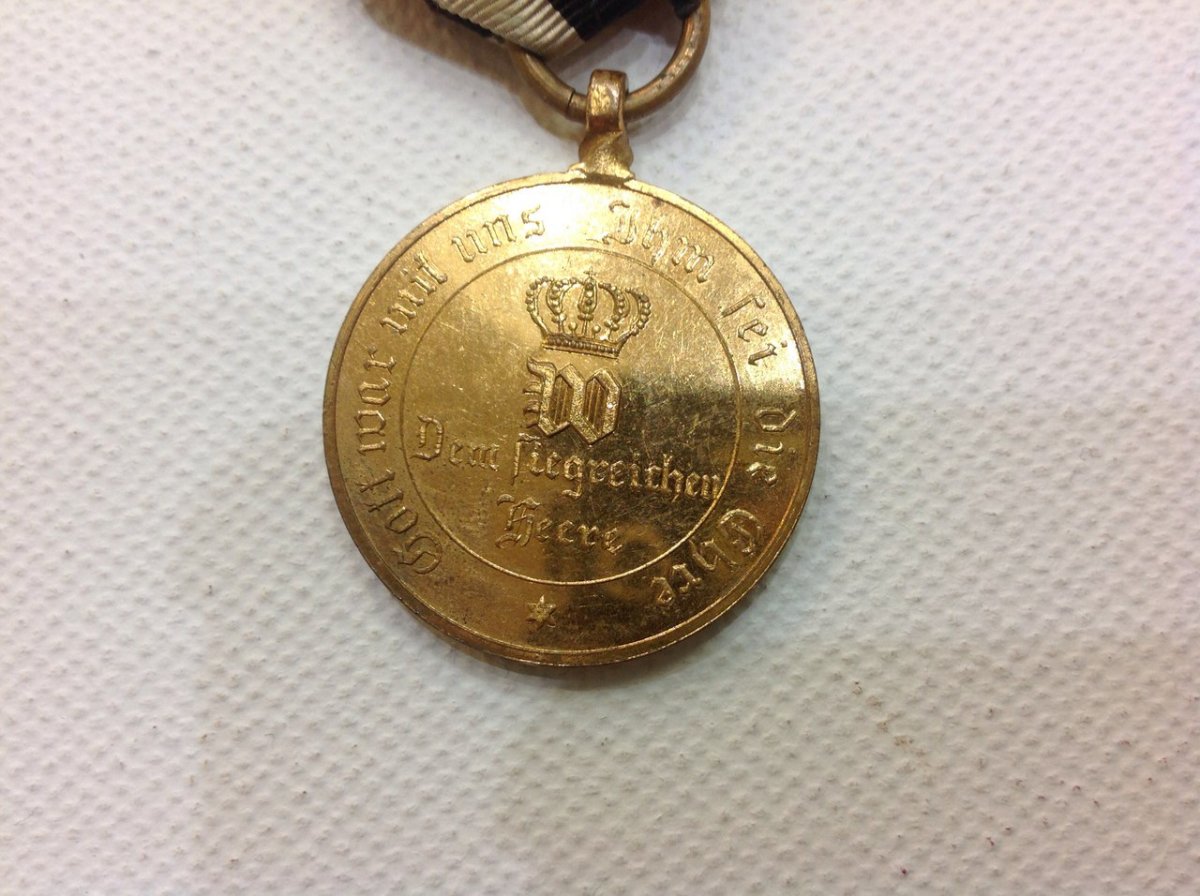 Gott war mit uns Ihm sei die Ehre
W
Dem siegreichen
Heere